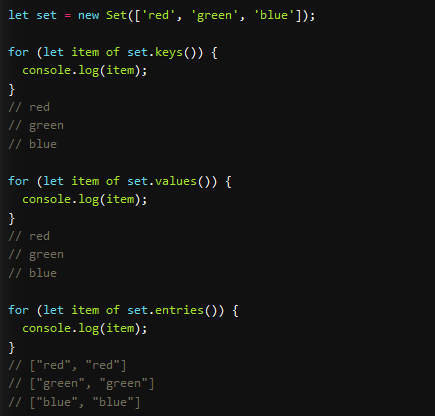 let set = new Set(['red', 'green', 'blue']);

for (let item of set.keys()) {
  console.log(item);
}
// red
// green
// blue

for (let item of set.values()) {
  console.log(item);
}
// red
// green
// blue

for (let item of set.entries()) {
  console.log(item);
}
// ["red", "red"]
// ["green", "green"]
// ["blue", "blue"]